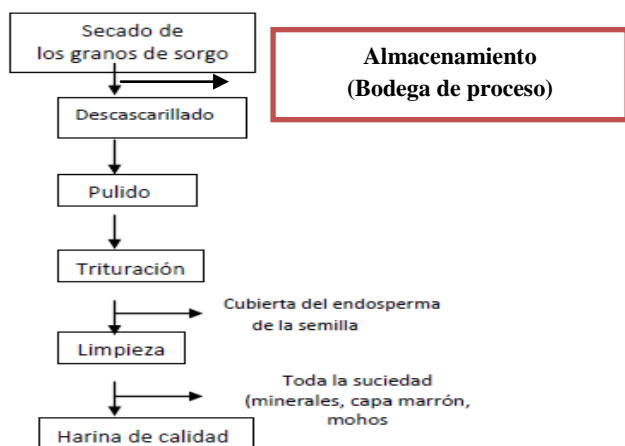 Secado de
los granos de sorgo
Almacenamiento
(Bodega de proceso)
Descascarillado
Pulido
Trituración
Cubierta del endosperma
de la semilla
Limpieza
Toda la suciedad
(minerales, capa marrón,
mohos
Harina de calidad